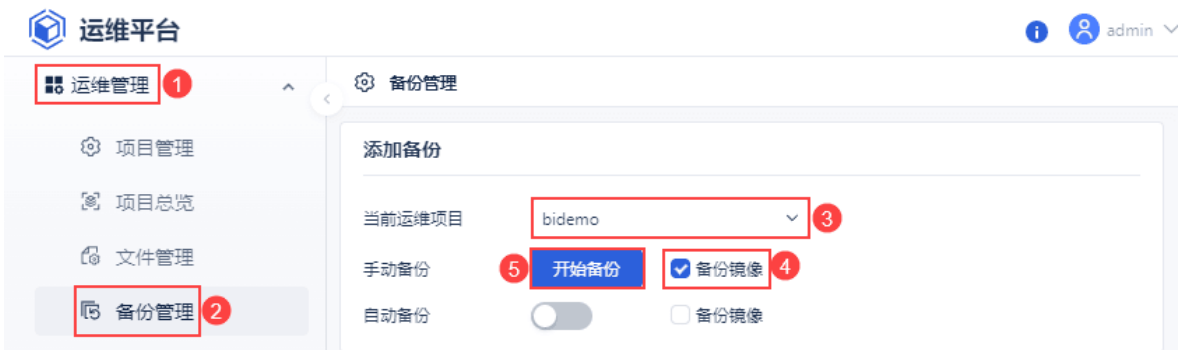 运维平台
i
admin
运维管理 1
备份管理
项目管理
添加备份
项目总览
当前运维项目 bidemo 3
文件管理
手动备份 5 开始备份 备份镜像 4
备份管理 2
自动备份 备份镜像